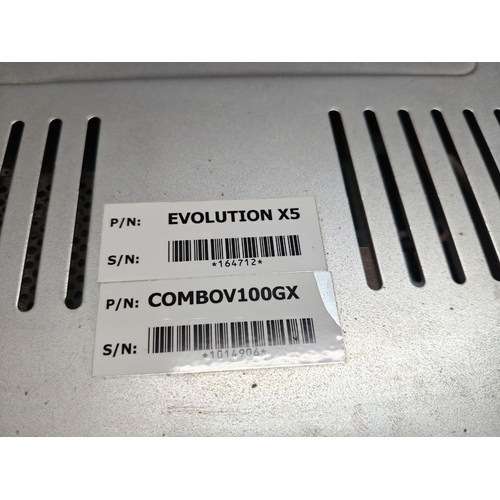 P/N: EVOLUTION X5
S/N:
*164712*
P/N: COMBOV100GX
S/N:
*1014906*